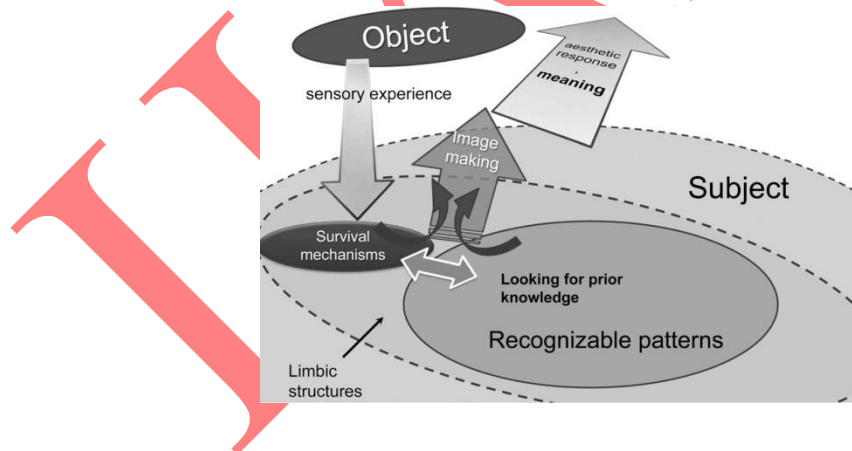 Object
aesthetic
response
,
meaning
sensory experience
Image
making
Subject
Survival
mechanisms
Looking for prior
knowledge
Recognizable patterns
Limbic
structures